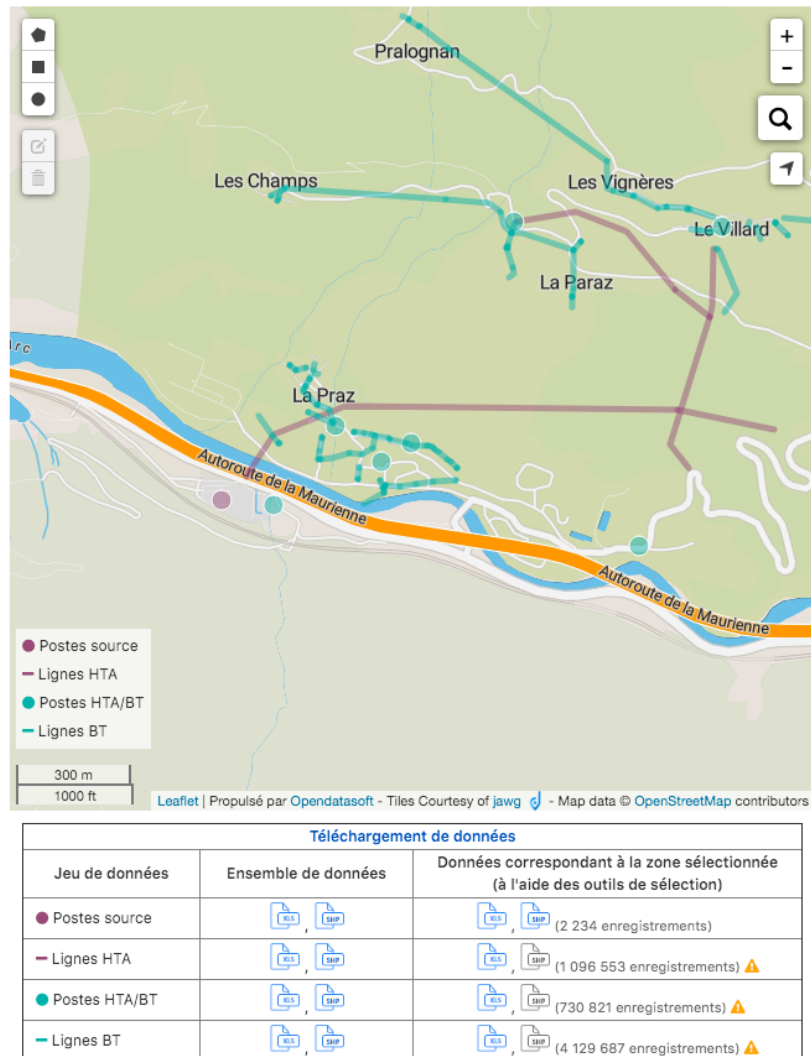 Pralognan
+
−
Les Champs
Les Vignères
Le Villard
La Paraz
Arc
La Praz
Autoroute de la Maurienne
Autoroute de la Maurienne
Postes source
Lignes HTA
Postes HTA/BT
Lignes BT
300 m
1000 ft
Leaflet | Propulsé par Opendatasoft - Tiles Courtesy of jawg - Map data © OpenStreetMap contributors
Téléchargement de données
Jeu de données
Ensemble de données
Données correspondant à la zone sélectionnée
(à l'aide des outils de sélection)
Postes source
XLS , SHP
XLS , SHP (2 234 enregistrements)
Lignes HTA
XLS , SHP
XLS , SHP (1 096 553 enregistrements)
Postes HTA/BT
XLS , SHP
XLS , SHP (730 821 enregistrements)
Lignes BT
XLS , SHP
XLS , SHP (4 129 687 enregistrements)